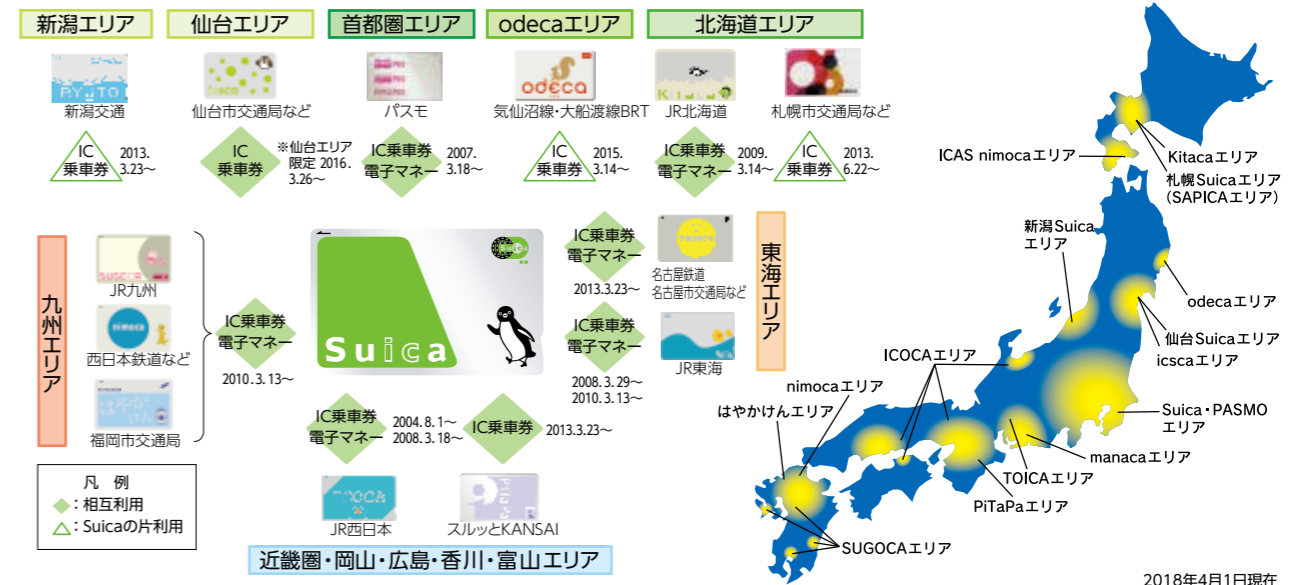 新潟エリア
仙台エリア
首都圏エリア
odecaエリア
北海道エリア
odeca
新潟交通
仙台市交通局など
パスモ
気仙沼線・大船渡線BRT
JR北海道
札幌市交通局など
IC
乗車券
2013.
3.23〜
IC
乗車券
※仙台エリア
限定 2016.
3.26〜
IC乗車券
電子マネー
2007.
3.18〜
IC
乗車券
2015.
3.14〜
IC乗車券
電子マネー
2009.
3.14〜
IC
乗車券
2013.
6.22〜
九州エリア
SUGOCA
JR九州
nimoca
西日本鉄道など
はやかけん
福岡市交通局
IC乗車券
電子マネー
2010.3.13〜
Suica
Suica
IC乗車券
電子マネー
2013.3.23〜
manaca
名古屋鉄道
名古屋市交通局など
IC乗車券
電子マネー
2008.3.29〜
2010.3.13〜
JR東海
東海エリア
IC乗車券
電子マネー
2004.8.1〜
2008.3.18〜
IC乗車券
2013.3.23〜
ICOCA
JR西日本
PiTaPa
スルッとKANSAI
近畿圏・岡山・広島・香川・富山エリア
凡 例
◆：相互利用
△：Suicaの片利用
ICAS nimocaエリア
Kitacaエリア
札幌Suicaエリア
（SAPICAエリア）
新潟Suica
エリア
odecaエリア
仙台Suicaエリア
icscaエリア
ICOCAエリア
nimocaエリア
はやかけんエリア
Suica・PASMO
エリア
manacaエリア
TOICAエリア
PiTaPaエリア
SUGOCAエリア
2018年4月1日現在